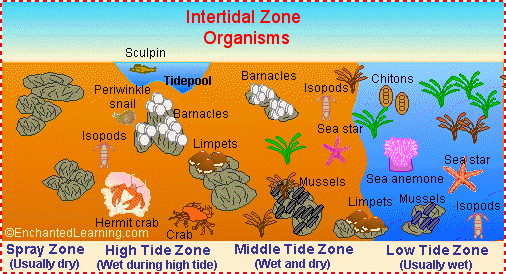 Intertidal Zone
Organisms
Sculpin
Tidepool
Barnacles
Chitons
Periwinkle
snail
Isopods
Barnacles
Isopods
Sea star
Limpets
Sea star
Sea anemone
Mussels
Mussels
Limpets
Isopods
Hermit crab
Crab
©EnchantedLearning.com
Spray Zone
(Usually dry)
High Tide Zone
(Wet during high tide)
Middle Tide Zone
(Wet and dry)
Low Tide Zone
(Usually wet)